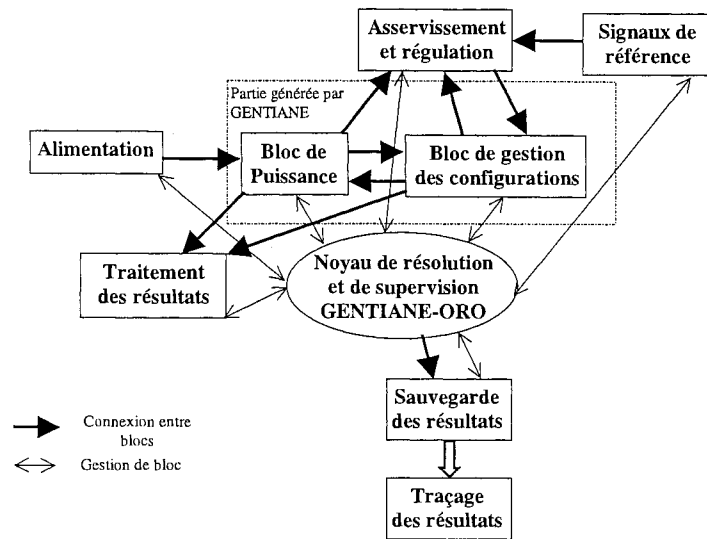 Asservissement
et régulation
Signaux de
référence
Partie générée par
GENTIANE
Alimentation
Bloc de
Puissance
Bloc de gestion
des configurations
Traitement
des résultats
Noyau de résolution
et de supervision
GENTIANE-ORO
Sauvegarde
des résultats
Connexion entre
blocs
Gestion de bloc
Traçage
des résultats